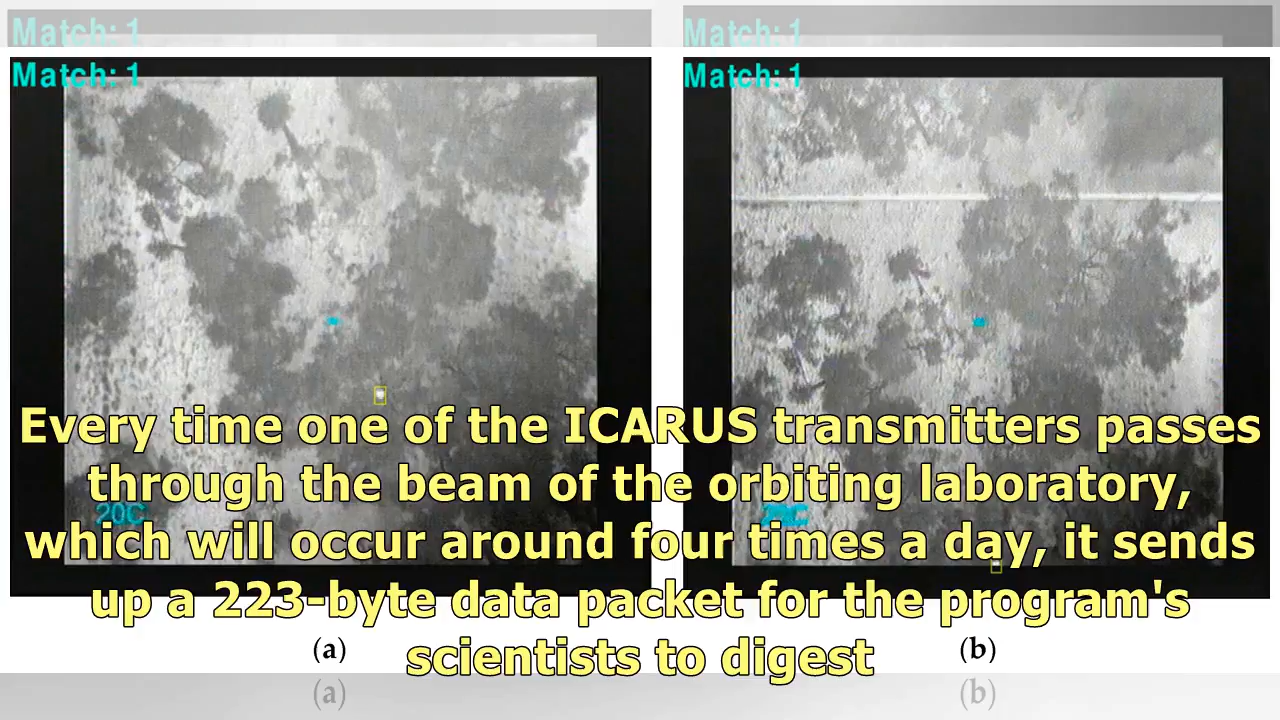 Match: 1 Match: 1
Match: 1 Match: 1
Every time one of the ICARUS transmitters passes
through the beam of the orbiting laboratory,
20C
which will occur around four times a day, it sends
up a 223-byte data packet for the program's
(a) (b)
scientists to digest
(a) (b)